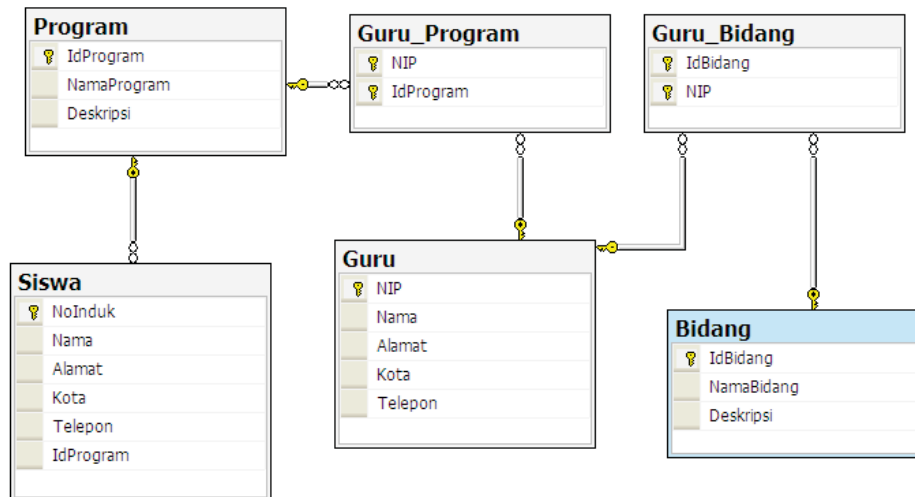 Program
IdProgram
NamaProgram
Deskripsi
Guru_Program
NIP
IdProgram
Guru_Bidang
IdBidang
NIP
Siswa
NoInduk
Nama
Alamat
Kota
Telepon
IdProgram
Guru
NIP
Nama
Alamat
Kota
Telepon
Bidang
IdBidang
NamaBidang
Deskripsi